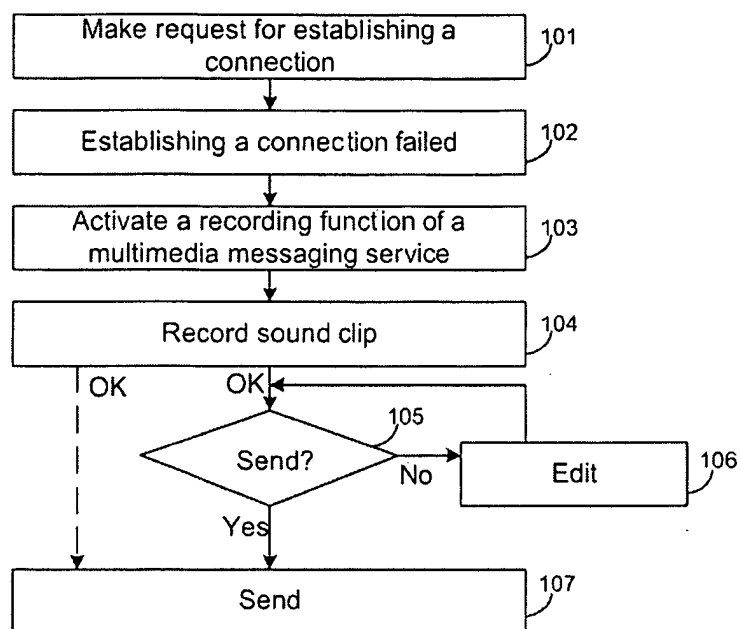 Make request for establishing a
connection
101
Establishing a connection failed
102
Activate a recording function of a
multimedia messaging service
103
Record sound clip
104
OK
OK
105
Send?
No
Edit
106
Yes
Send
107